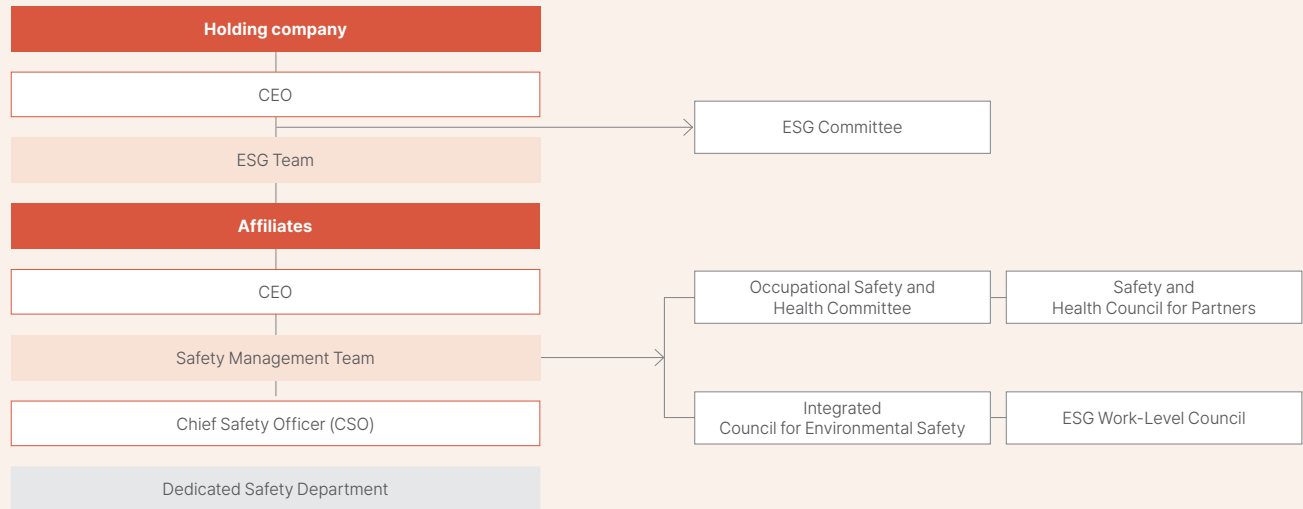 Holding company
CEO
ESG Committee
ESG Team
Affiliates
CEO
Occupational Safety and
Health Committee
Safety and
Health Council for Partners
Safety Management Team
Chief Safety Officer (CSO)
Integrated
Council for Environmental Safety
ESG Work-Level Council
Dedicated Safety Department